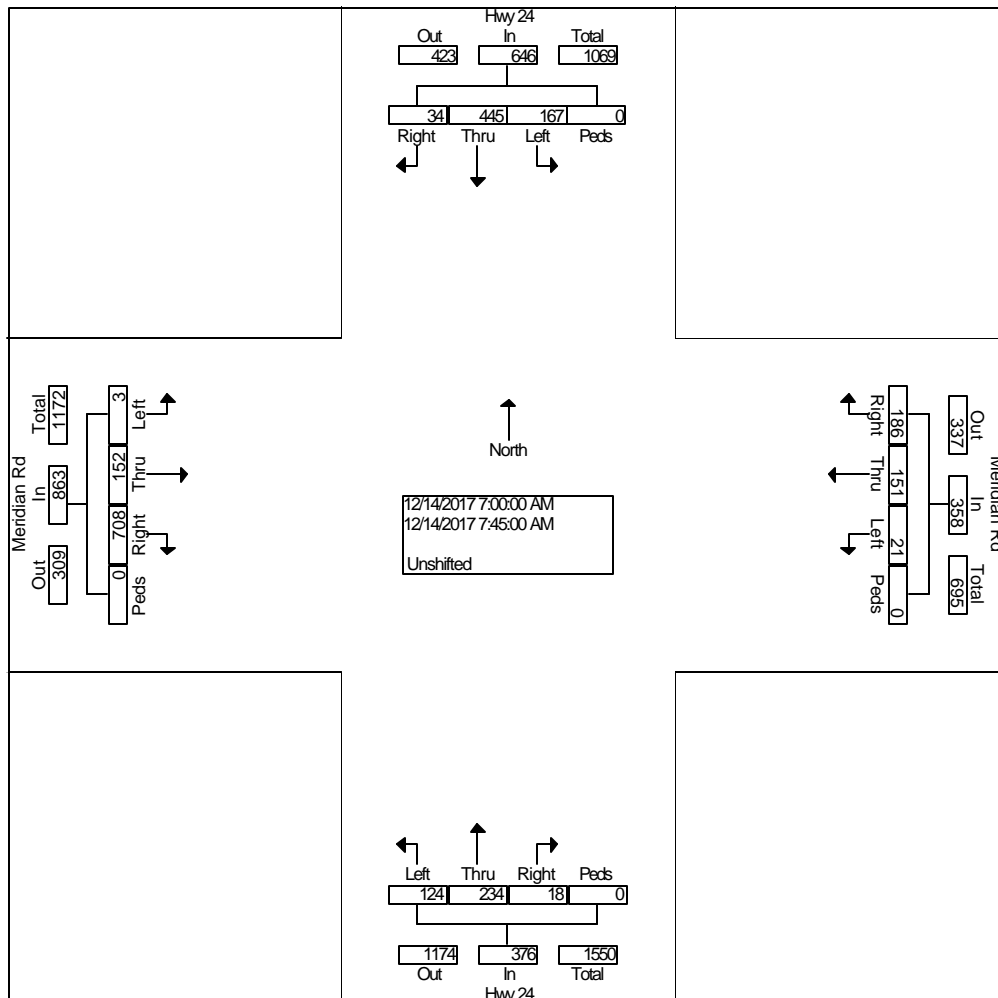 Hwy 24
Out In Total
423 646 1069
34 445 167 0
Right Thru Left Peds
Meridian Rd
Total In Out
1172 863 309
3 152 708 0
Left Thru Right Peds
North
12/14/2017 7:00:00 AM
12/14/2017 7:45:00 AM
Unshifted
Right Thru Left Peds
186 151 21 0
337 358 695
Out In Total
Meridian Rd
Left Thru Right Peds
124 234 18 0
1174 376 1550
Out In Total
Hwy 24